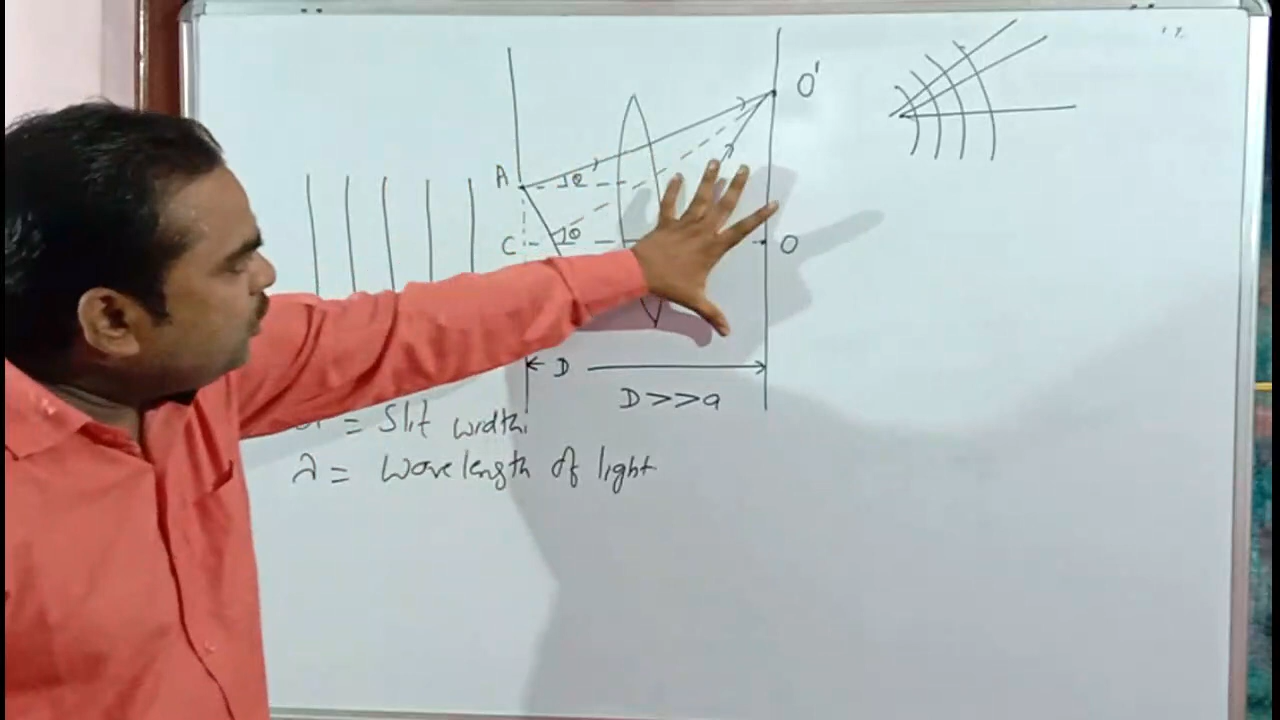 O'
A
θ
C
θ
O
D
D>>a
= Slit width.
λ = Wavelength of light